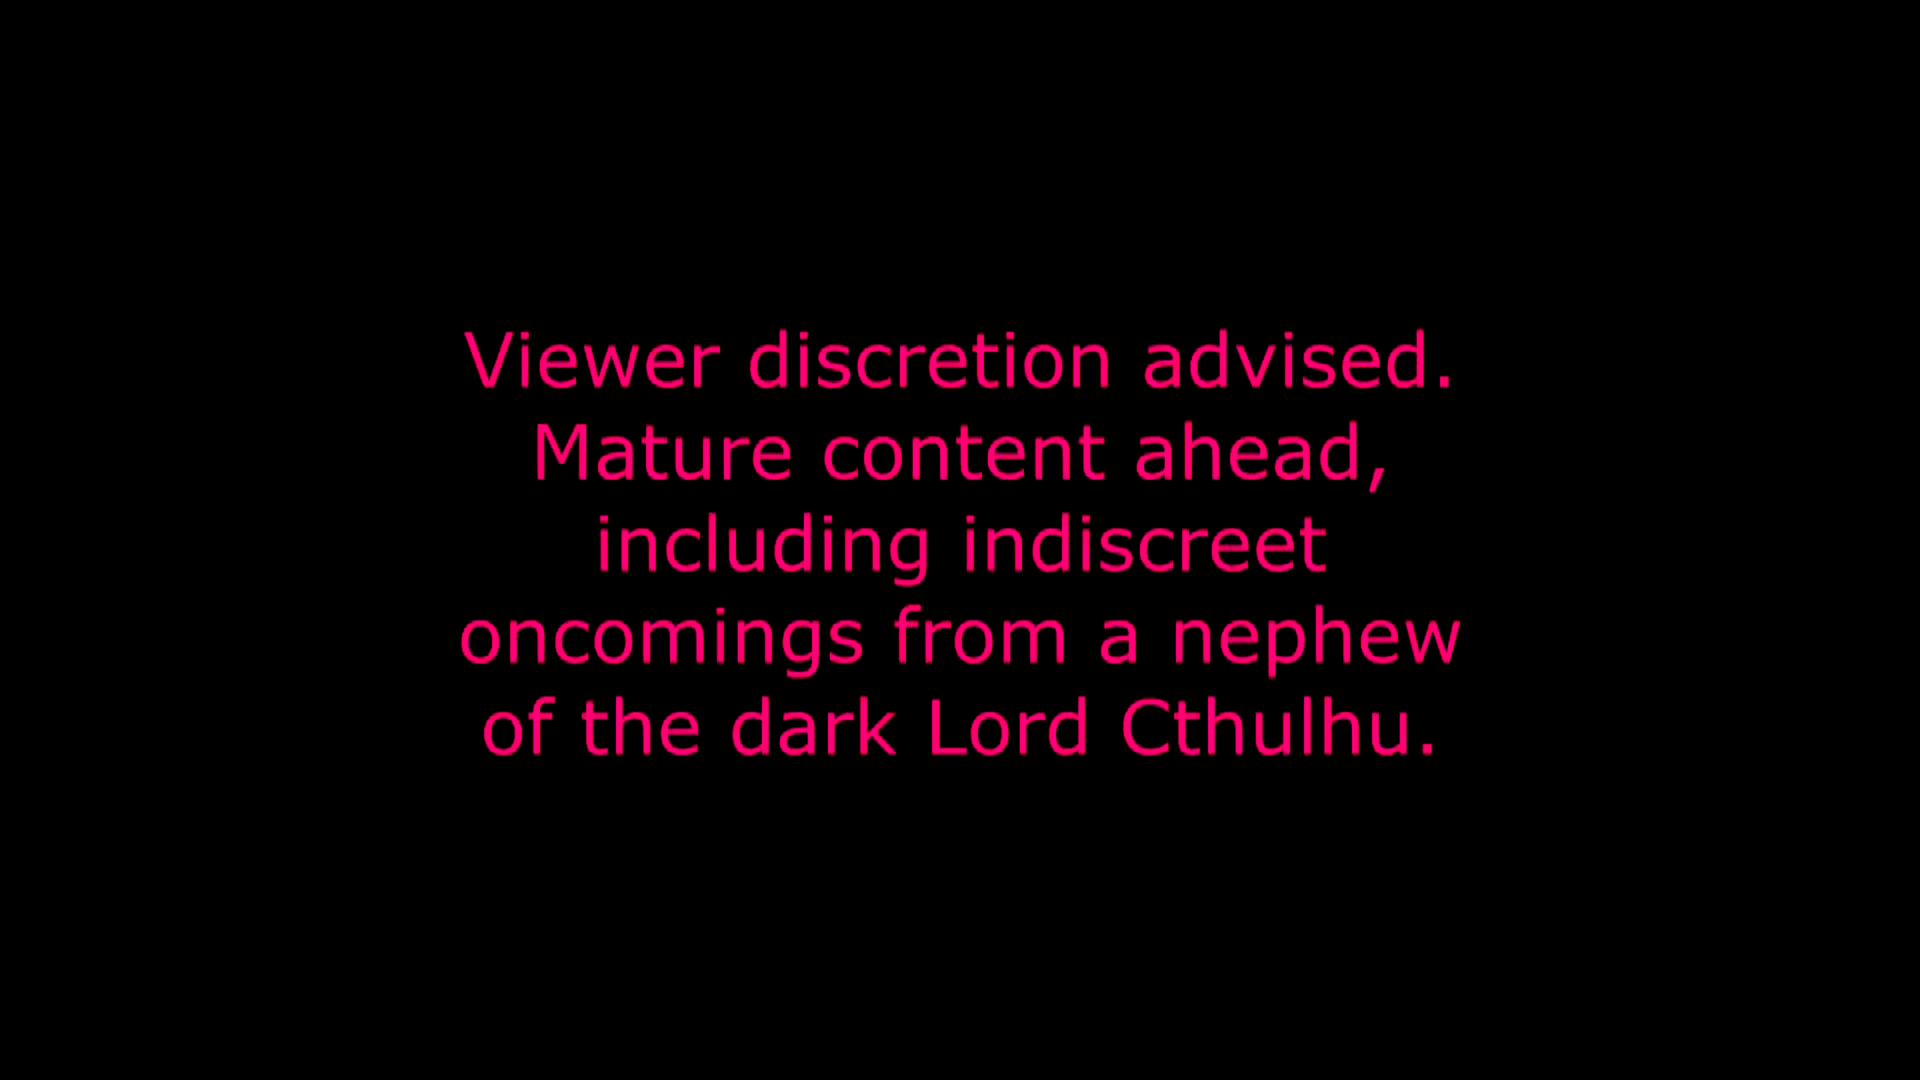 Viewer discretion advised.
Mature content ahead,
including indiscreet
oncomings from a nephew
of the dark Lord Cthulhu.